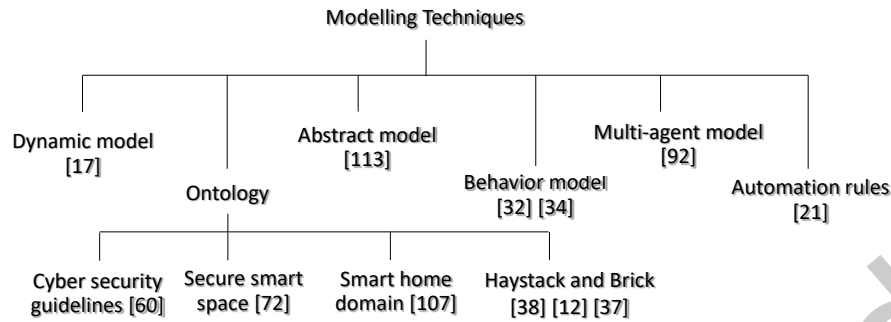 Modelling Techniques
Dynamic model
[17]
Ontology
Abstract model
[113]
Behavior model
[32] [34]
Multi-agent model
[92]
Automation rules
[21]
Cyber security
guidelines [60]
Secure smart
space [72]
Smart home
domain [107]
Haystack and Brick
[38] [12] [37]